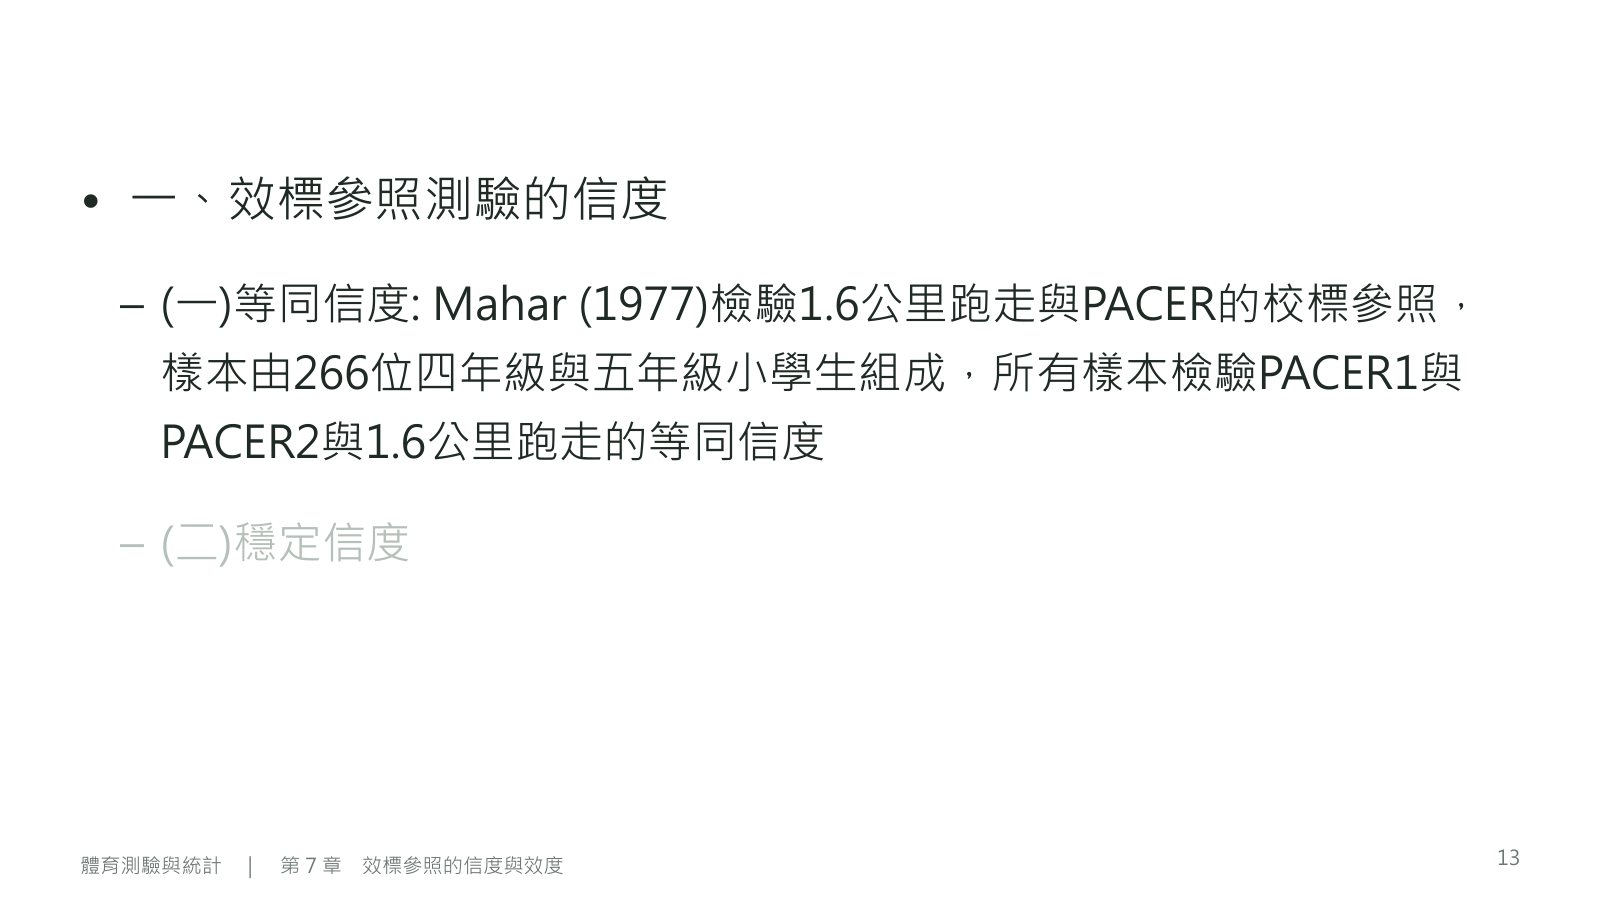 • 一、效標參照測驗的信度
– (一)等同信度: Mahar (1977)檢驗1.6公里跑走與PACER的校標參照，
樣本由266位四年級與五年級小學生組成，所有樣本檢驗PACER1與
PACER2與1.6公里跑走的等同信度
– (二)穩定信度
體育測驗與統計 | 第 7 章 效標參照的信度與效度
13